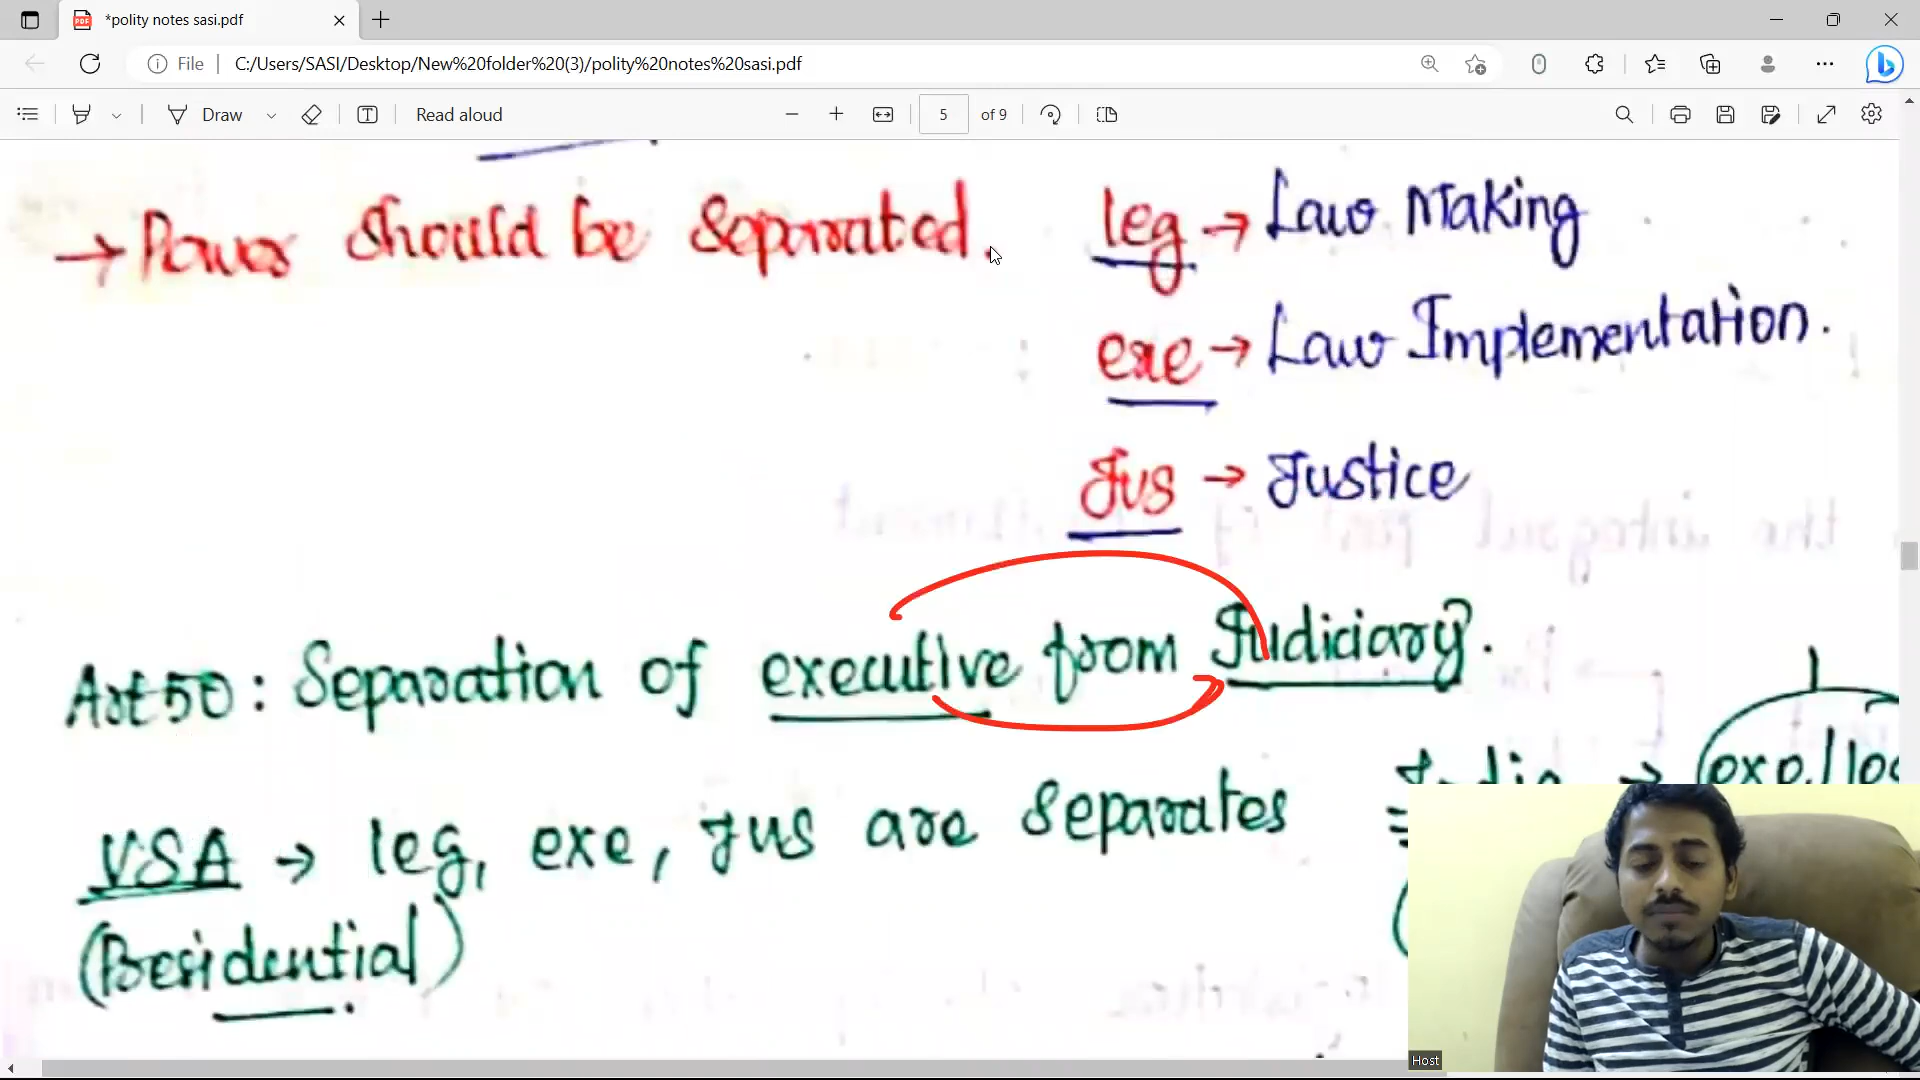 *polity notes sasi.pdf
File
C:/Users/SASI/Desktop/New%20folder%20(3)/polity%20notes%20sasi.pdf
Draw
Read aloud
5 of 9
→ Power should be Separated.
leg → Law Making
exe → Law Implementation.
Jus → Justice
Art 50: Separation of executive from Judiciary.
USA → leg, exe, Jus are Separates
India → exe/
(Presidential)
Host